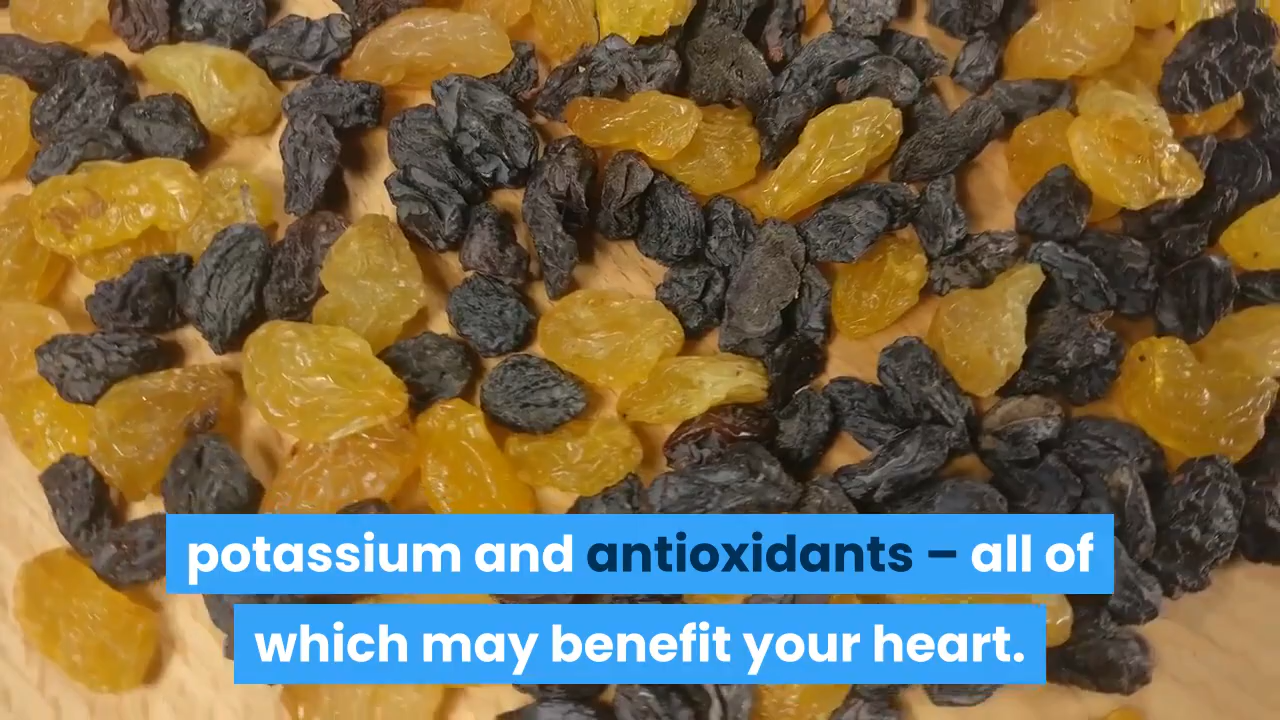 potassium and antioxidants – all of
which may benefit your heart.